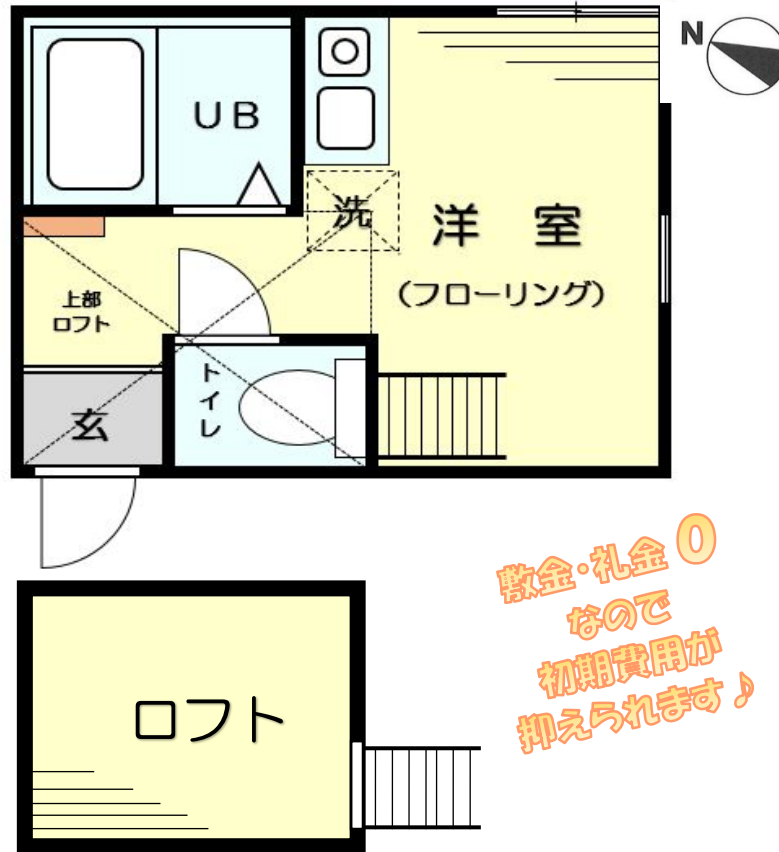 N
UB
洗
洋 室
(フローリング)
上部
ロフト
トイレ
玄
敷金・礼金0
なので
初期費用が
抑えられます♪
ロフト